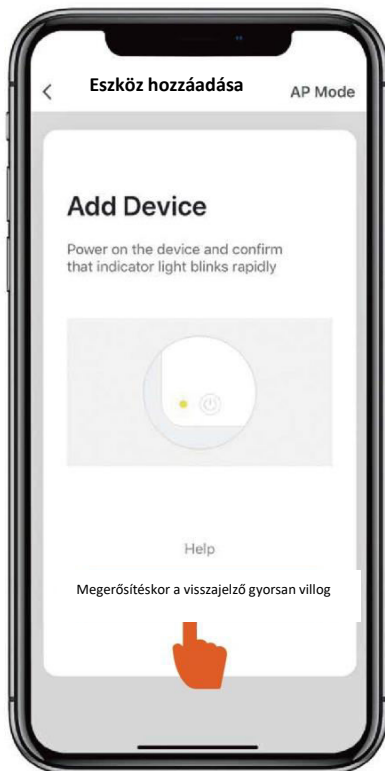 Eszköz hozzáadása
AP Mode
Add Device
Power on the device and confirm
that indicator light blinks rapidly
Help
Megerősítéskor a visszajelző gyorsan villog